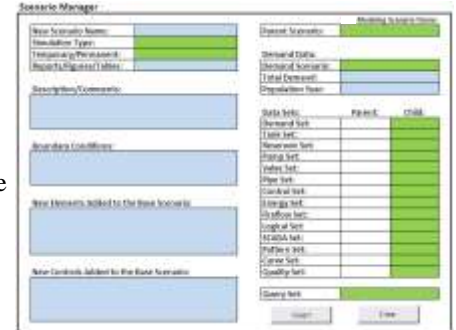 Scenario Manager
New Scenario Name:
Simulation Type:
Temporary/Permanent:
Reports/Figures/Tables:
Description/Comments:
Boundary Conditions:
New Elements Added to the Base Scenario:
New Controls Added to the Base Scenario:
Scenario Name
Parent Scenario:
Demand Data:
Demand Scenario:
Total Demand:
Population Year:
Data Sets: Parent: Child:
Demand Set:
Tank Set:
Reservoir Set:
Pump Set:
Valve Set:
Pipe Set:
Control Set:
Energy Set:
Fireflow Set:
Logical Set:
SCADA Set:
Pattern Set:
Curve Set:
Quality Set:
Query Set:
e